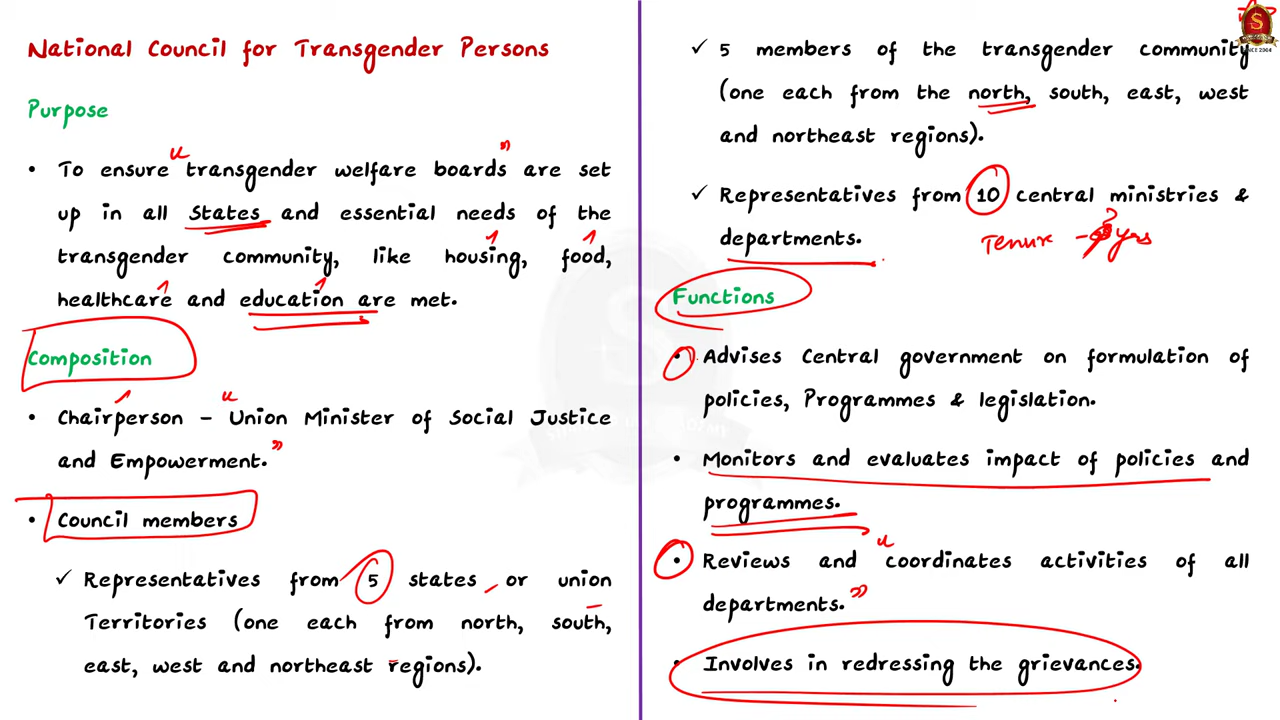 National Council for Transgender Persons
Purpose
• To ensure transgender welfare boards are set
up in all States and essential needs of the
transgender community, like housing, food,
healthcare and education are met.
Composition
• Chairperson – Union Minister of Social Justice
and Empowerment.
• Council members
✓ Representatives from 5 states or union
Territories (one each from north, south,
east, west and northeast regions).
✓ 5 members of the transgender community
(one each from the north, south, east, west
and northeast regions).
✓ Representatives from 10 central ministries &
departments.
Tenure - yrs
Functions
• Advises Central government on formulation of
policies, Programmes & legislation.
• Monitors and evaluates impact of policies and
programmes.
• Reviews and coordinates activities of all
departments.
• Involves in redressing the grievances.
S
SINCE 2004